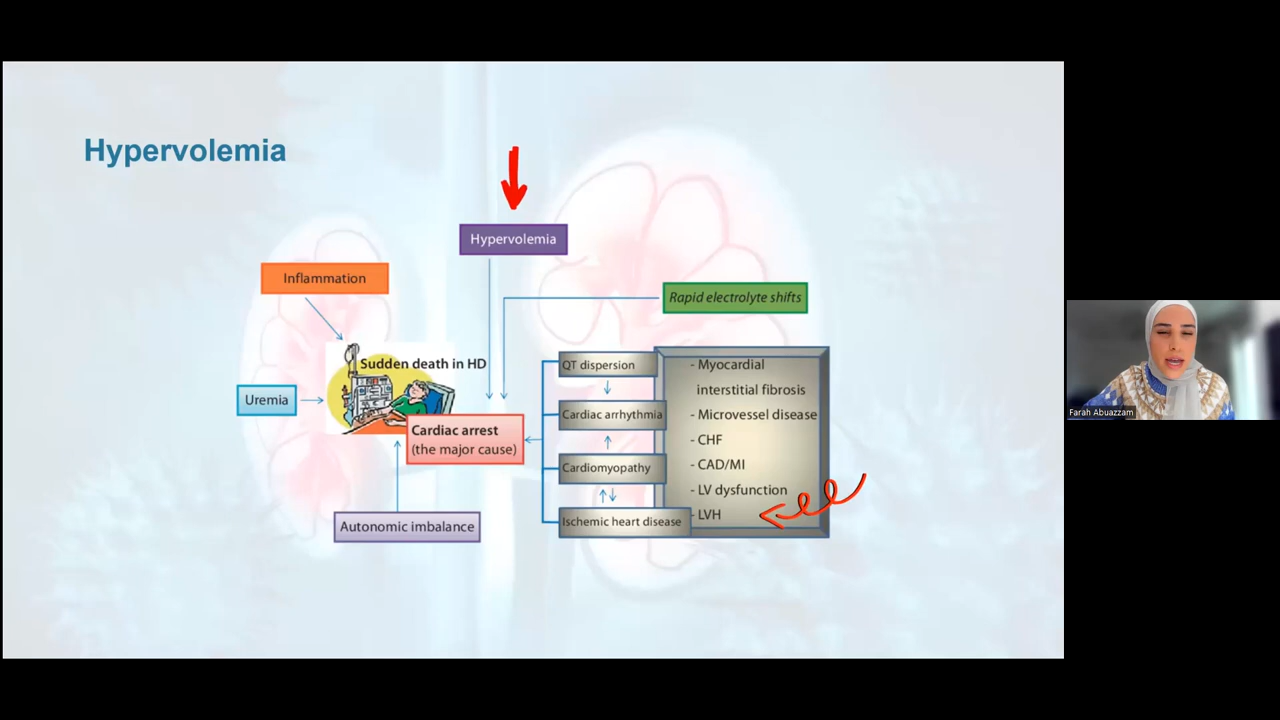 Hypervolemia
Hypervolemia
Inflammation
Rapid electrolyte shifts
Sudden death in HD
Uremia
Cardiac arrest
(the major cause)
Autonomic imbalance
QT dispersion
Cardiac arrhythmia
Cardiomyopathy
Ischemic heart disease
- Myocardial
interstitial fibrosis
- Microvessel disease
- CHF
- CAD/MI
- LV dysfunction
- LVH
Farah Abuazzam